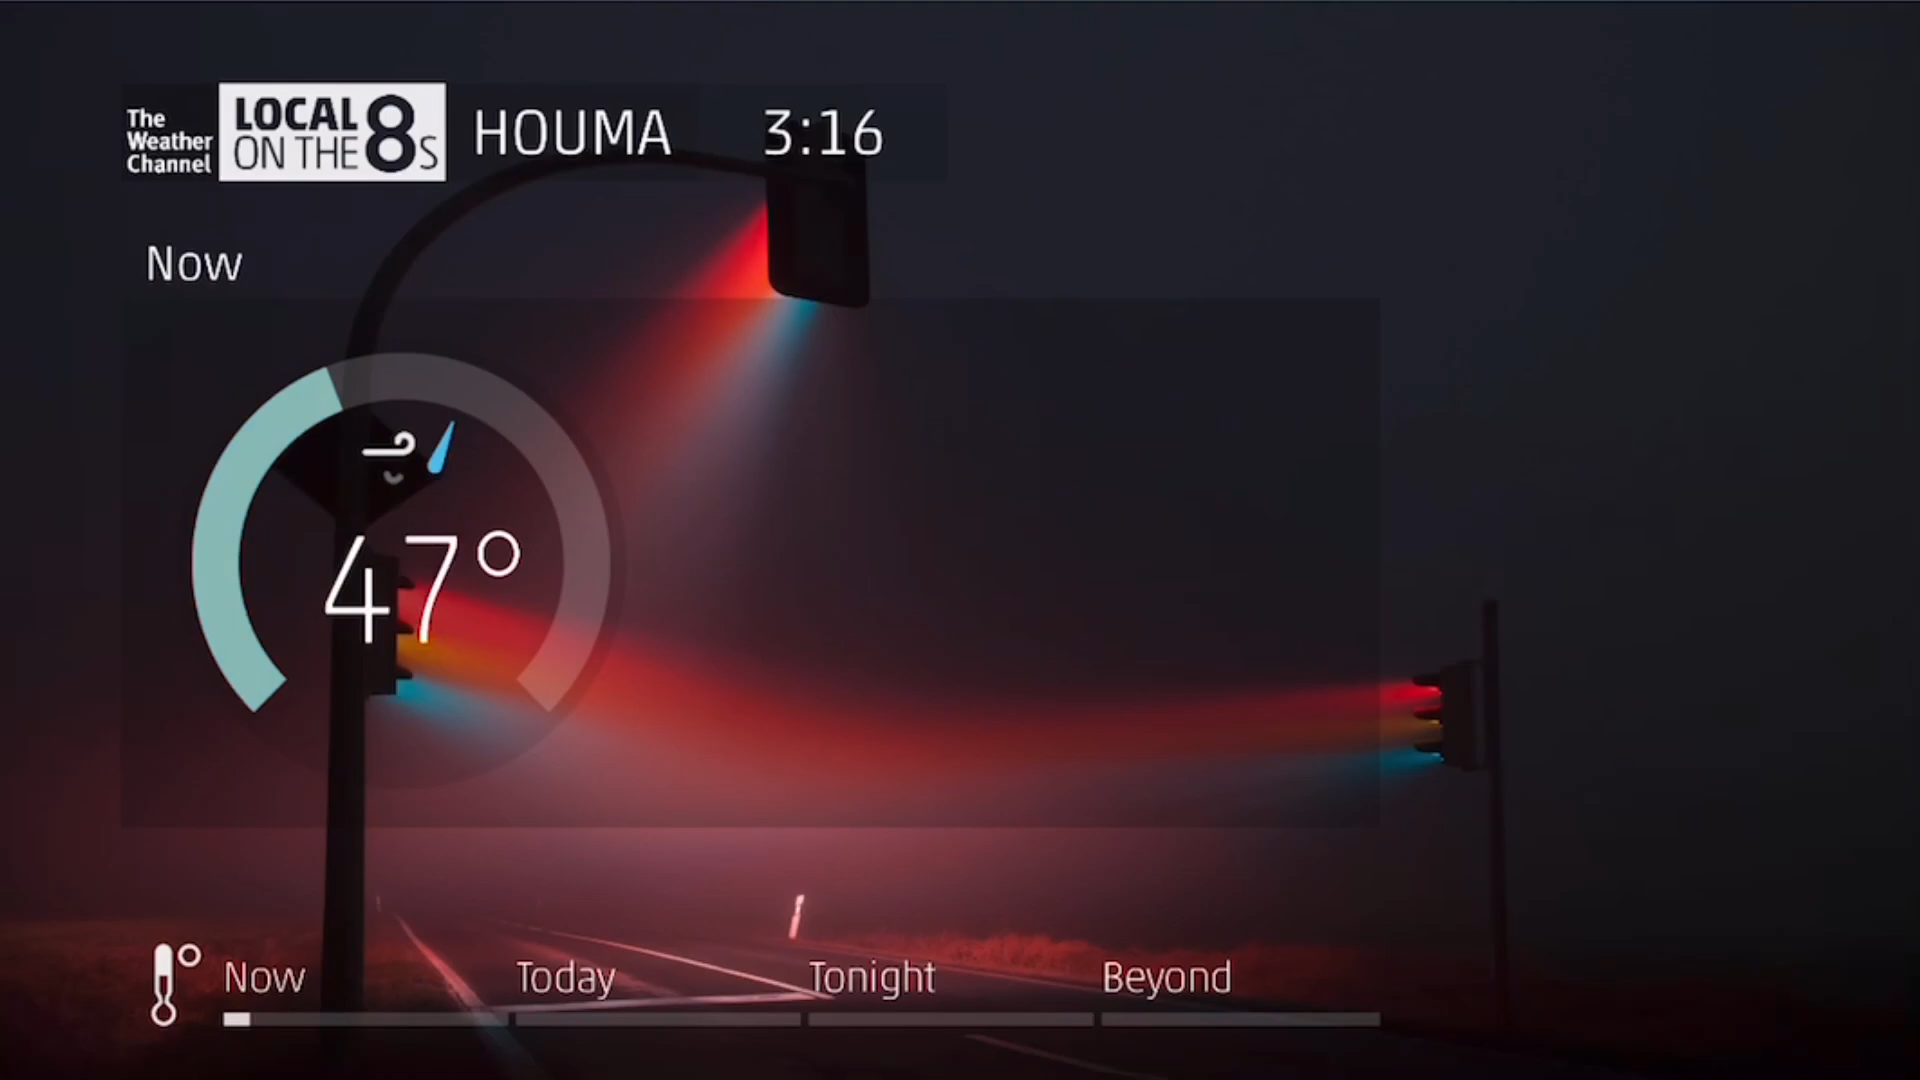 The
Weather
Channel
LOCAL
ON THE 8s
HOUMA
3:16
Now
47°
Now
Today
Tonight
Beyond